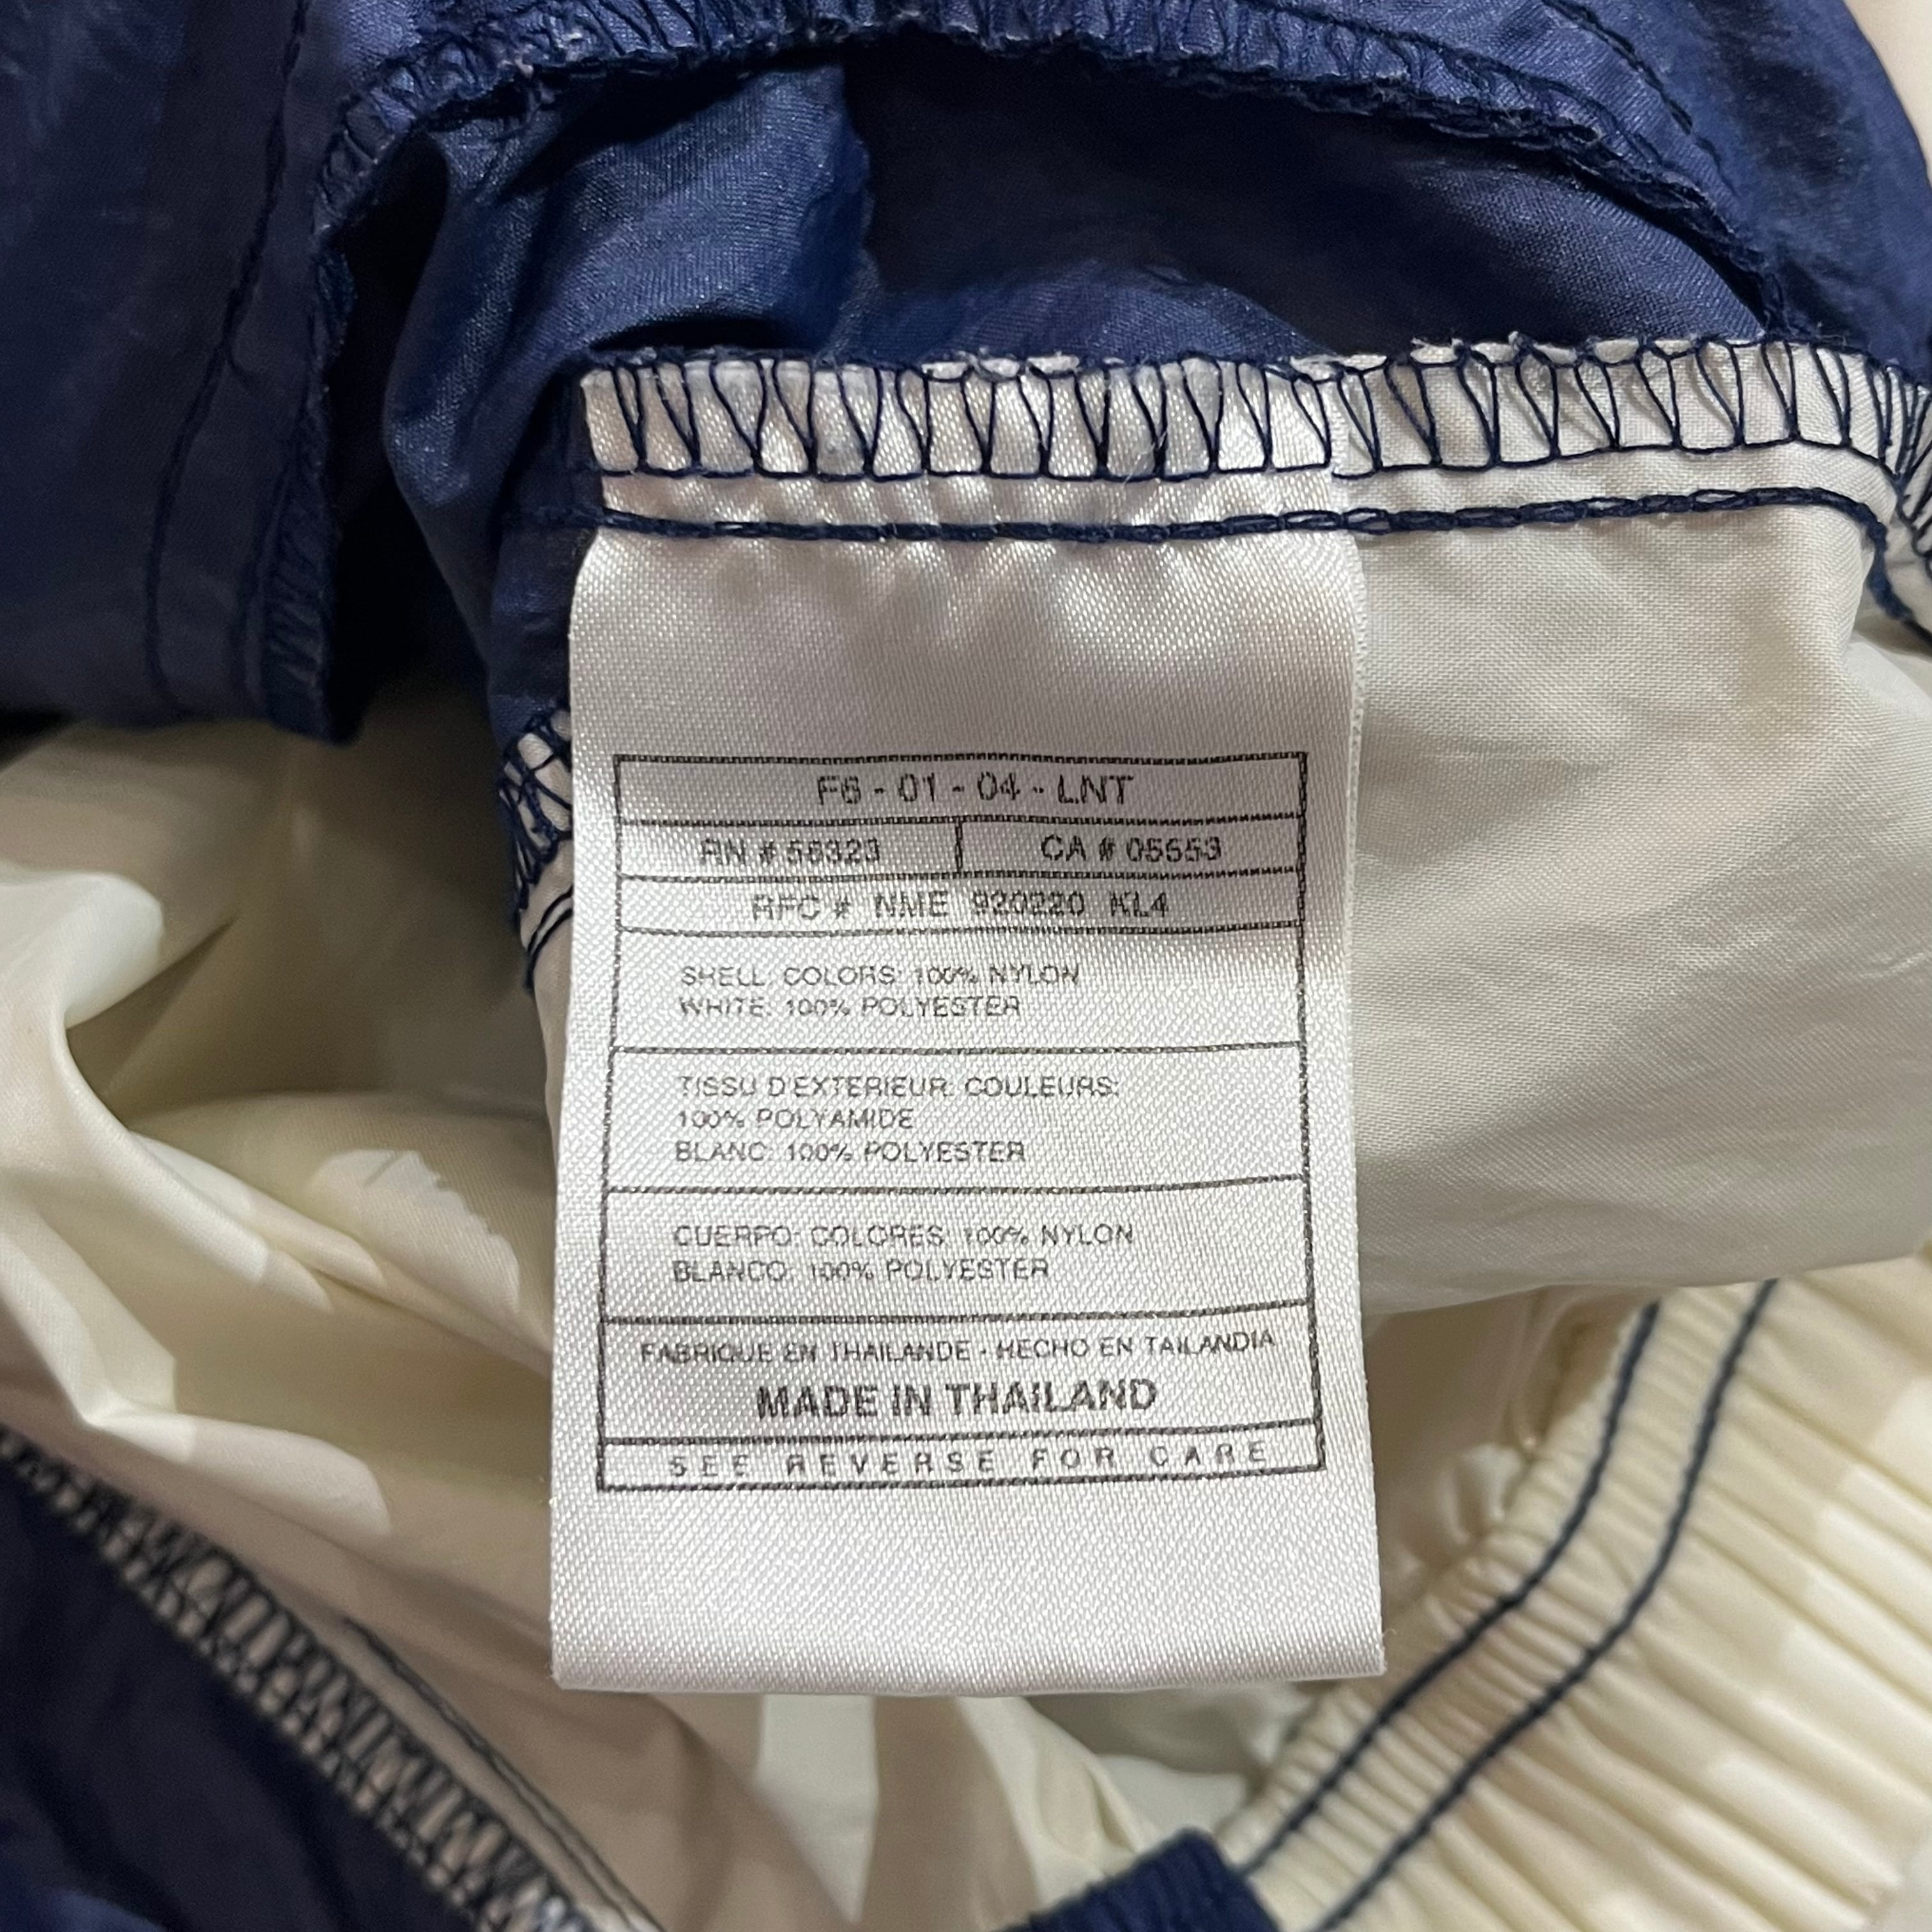 F6 - 01 - 04 - LNT
RN # 56323 CA # 05553
RFC # NME 920220 KL4
SHELL: COLORS: 100% NYLON
WHITE: 100% POLYESTER
TISSU D'EXTERIEUR: COULEURS:
100% POLYAMIDE
BLANC: 100% POLYESTER
CUERPO: COLORES: 100% NYLON
BLANCO: 100% POLYESTER
FABRIQUE EN THAILANDE - HECHO EN TAILANDIA
MADE IN THAILAND
SEE REVERSE FOR CARE